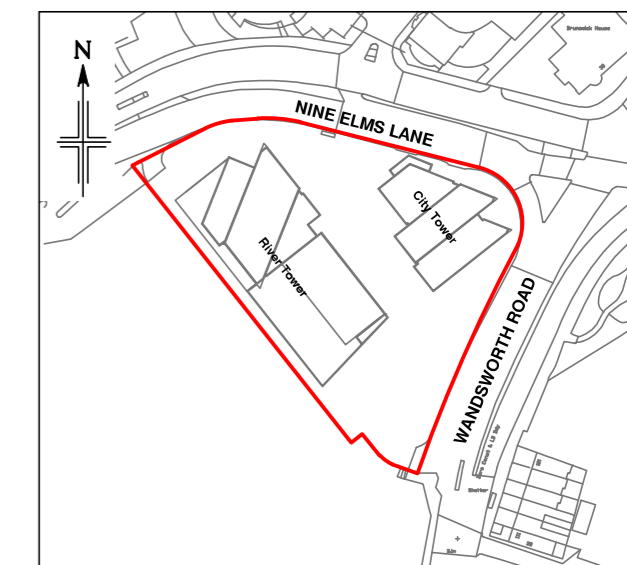 Brunswick House
N
NINE ELMS LANE
City Tower
River Tower
WANDSWORTH ROAD
Shelter